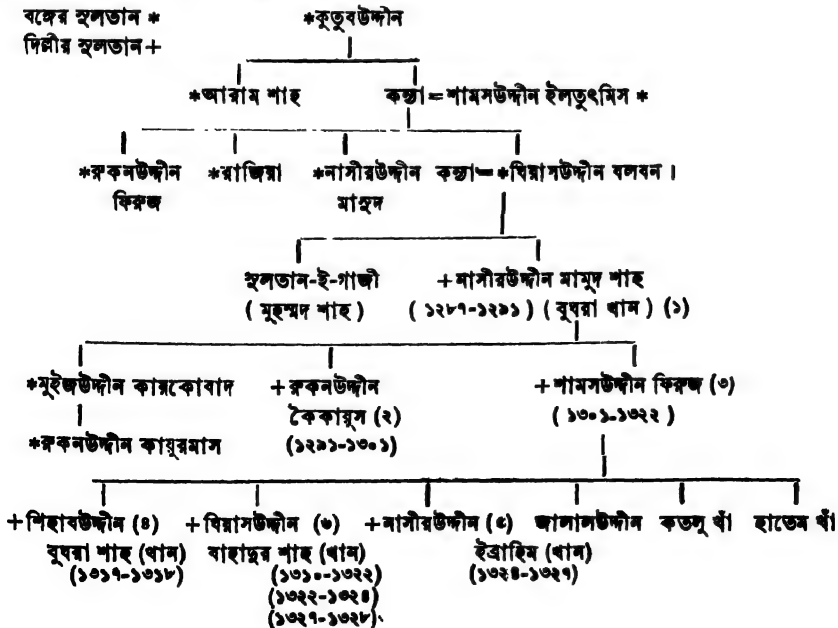 বঙ্গের সুলতান * *কুতুবউদ্দীন
দিল্লীর সুলতান +
*আরাম শাহ কন্যা=শামসউদ্দীন ইলতুৎমিস *
*রুকনউদ্দীন *রাজিয়া *নাসীরউদ্দীন কন্যা=*ঘিয়াসউদ্দীন বলবন।
ফিরুজ মাসুদ
সুলতান-ই-গাজী +নাসীরউদ্দীন মামুদ শাহ
( মুহম্মদ শাহ ) ( ১২৮৭-১২৯১ ) ( বুঘরা খান ) (১)
*মুইজউদ্দীন কায়কোবাদ +রুকনউদ্দীন +শামসউদ্দীন ফিরুজ (৩)
কৈকায়ুস (২) ( ১৩০১-১৩২২ )
*রুকনউদ্দীন কায়ুরমাস (১২৯১-১৩০১)
+শিহাবউদ্দীন (৪) +ঘিয়াসউদ্দীন (৬) +নাসীরউদ্দীন (৫) জালালউদ্দীন কতলু খাঁ হাতেম খাঁ
বুঘরা শাহ (খান) বাহাদুর শাহ (খান) ইব্রাহিম (খান)
(১৩১৭-১৩১৮) (১৩১০-১৩২২) (১৩২৪-১৩২৭)
(১৩২২-১৩২৪)
(১৩২৭-১৩২৮)